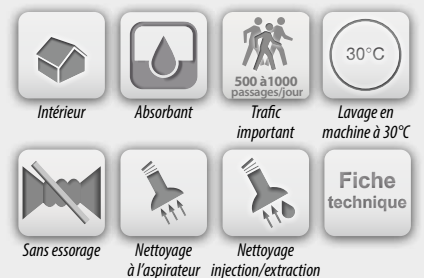 500 à1000
passages/jour
30°C
Intérieur
Absorbant
Trafic
important
Lavage en
machine à 30°C
Fiche
technique
Sans essorage
Nettoyage
à l'aspirateur
Nettoyage
injection/extraction